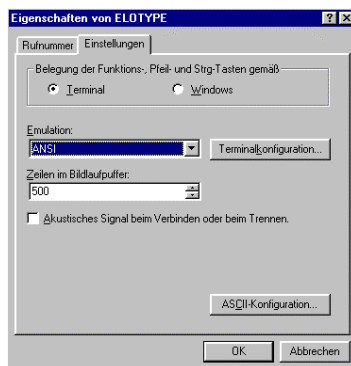 Eigenschaften von ELOTYPE
Rufnummer Einstellungen
Belegung der Funktions-, Pfeil- und Strg-Tasten gemäß
Terminal Windows
Emulation:
ANSI Terminalkonfiguration...
Zeilen im Bildlaufpuffer:
500
Akustisches Signal beim Verbinden oder beim Trennen.
ASCII-Konfiguration...
OK Abbrechen